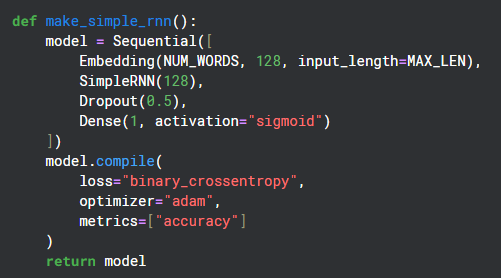 def make_simple_rnn():
    model = Sequential([
        Embedding(NUM_WORDS, 128, input_length=MAX_LEN),
        SimpleRNN(128),
        Dropout(0.5),
        Dense(1, activation="sigmoid")
    ])
    model.compile(
        loss="binary_crossentropy",
        optimizer="adam",
        metrics=["accuracy"]
    )
    return model